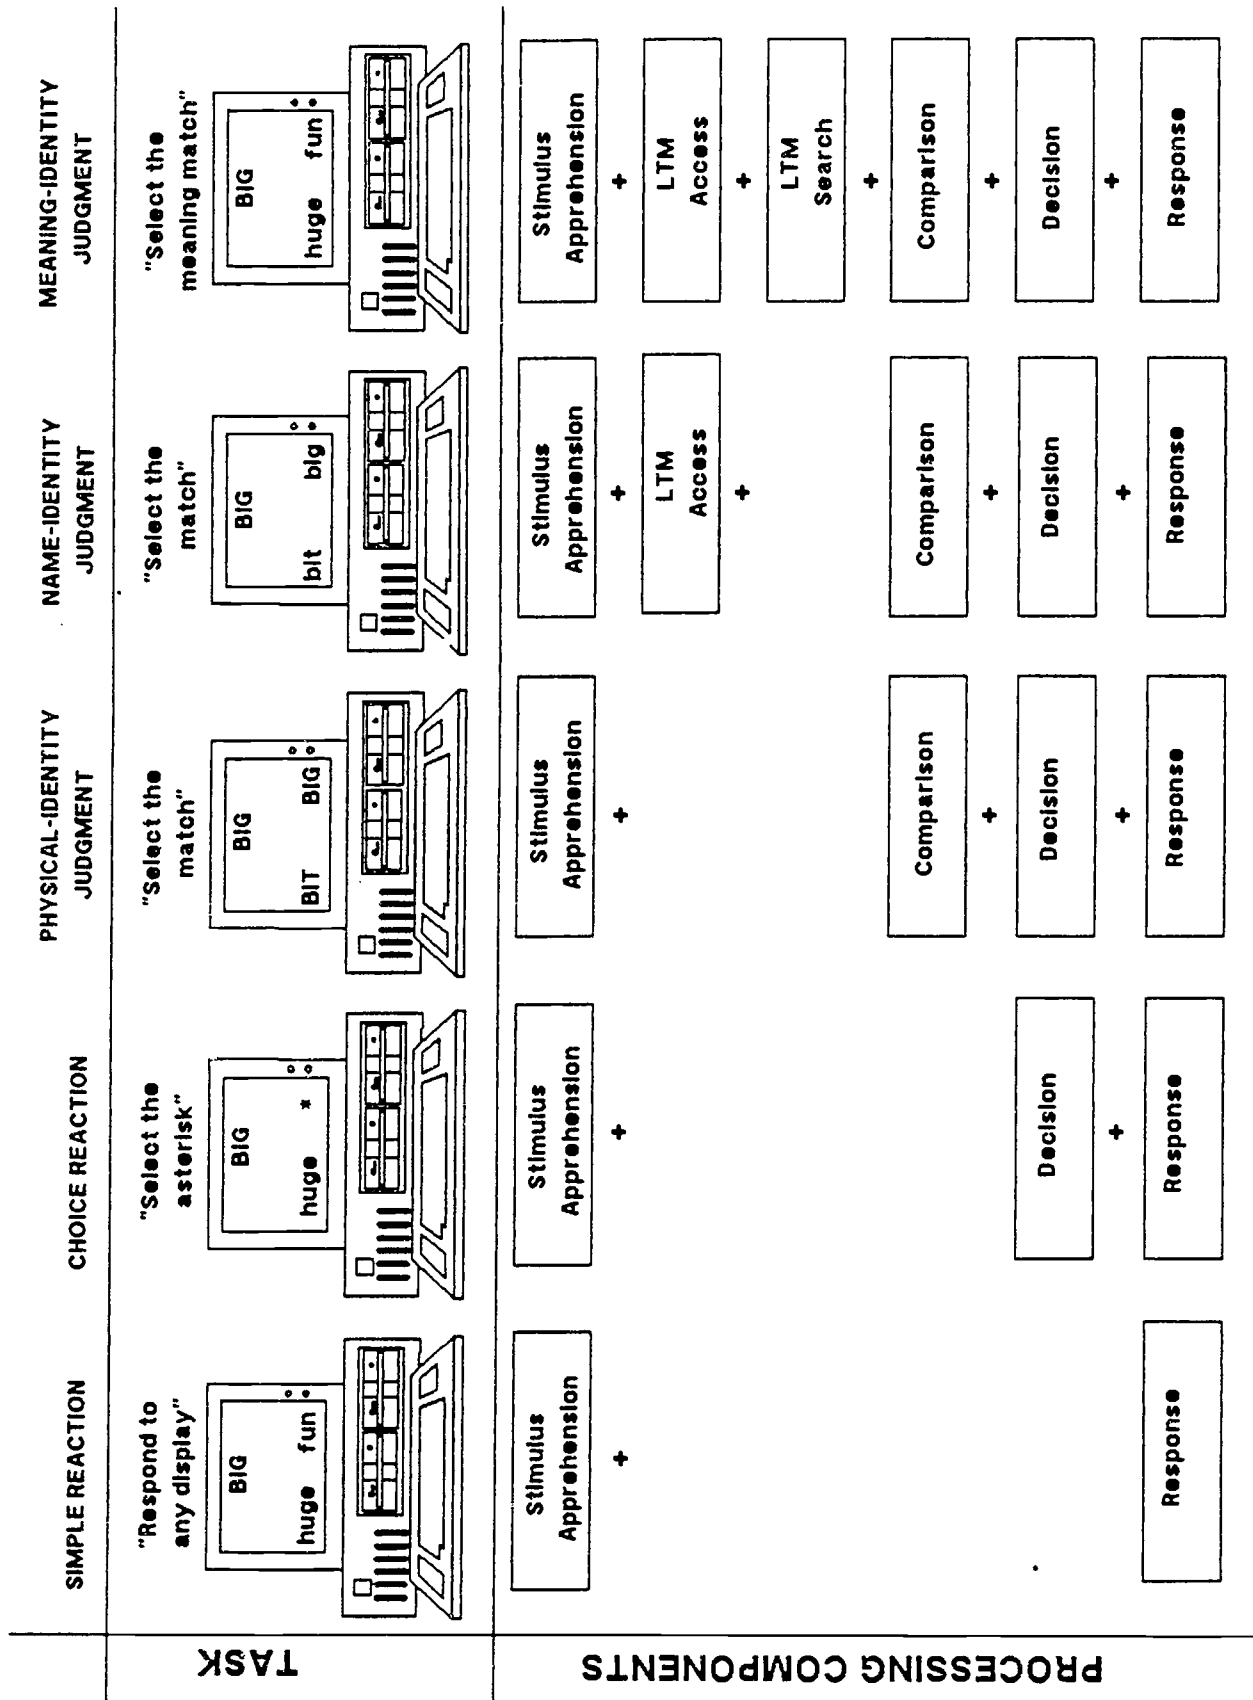 SIMPLE REACTION
CHOICE REACTION
PHYSICAL-IDENTITY
JUDGMENT
NAME-IDENTITY
JUDGMENT
MEANING-IDENTITY
JUDGMENT
TASK
"Respond to
any display"
BIG
huge fun
"Select the
asterisk"
BIG
huge *
"Select the
match"
BIG
BIT BIG
"Select the
match"
BIG
bit big
"Select the
meaning match"
BIG
huge fun
PROCESSING COMPONENTS
Stimulus
Apprehension
+
Response
Stimulus
Apprehension
+
Decision
+
Response
Stimulus
Apprehension
+
Comparison
+
Decision
+
Response
Stimulus
Apprehension
+
LTM
Access
+
Comparison
+
Decision
+
Response
Stimulus
Apprehension
+
LTM
Access
+
LTM
Search
+
Comparison
+
Decision
+
Response